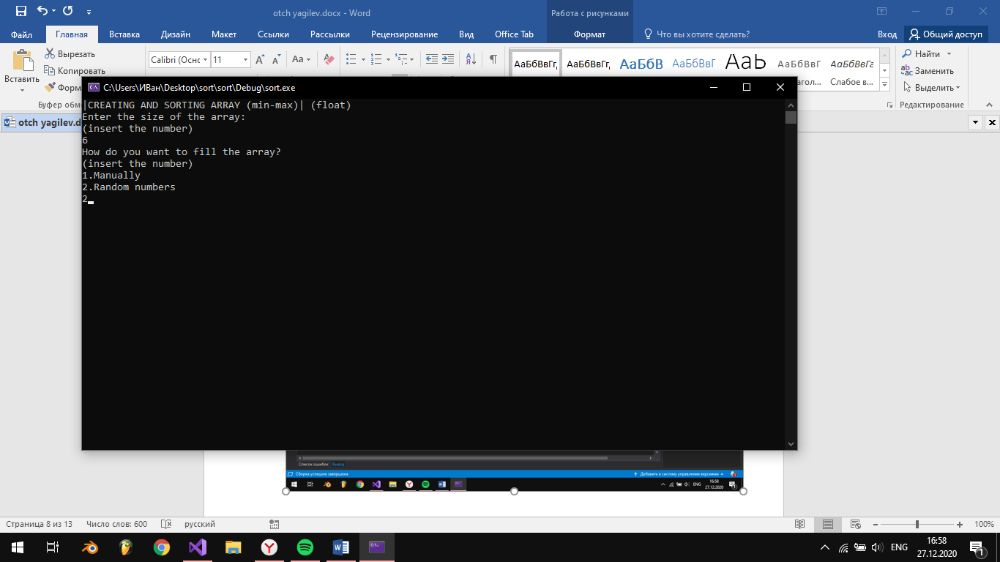 otch yagilev.docx - Word
Работа с рисунками
Файл
Главная
Вставка
Дизайн
Макет
Ссылки
Рассылки
Рецензирование
Вид
Office Tab
Формат
Что вы хотите сделать?
Вход
Общий доступ
Вставить
Вырезать
Копировать
Форм
Буфер обм
Calibri (Осно
11
Aa
АаБбВвГг,
АаБбВвГг,
АаБбВ
АаБбВвГ
Aab
АаБбВвГ
АаБбВвГг
агол...
Слабое в...
Найти
Заменить
Выделить
Редактирование
otch yagilev.d
C:\Users\ИВан\Desktop\sort\sort\Debug\sort.exe
|CREATING AND SORTING ARRAY (min-max)| (float)
Enter the size of the array:
(insert the number)
6
How do you want to fill the array?
(insert the number)
1.Manually
2.Random numbers
2
Список ошибок Вывод
Сборка успешно завершена
Добавить в систему управления версиями
ENG
16:58
27.12.2020
Страница 8 из 13
Число слов: 600
русский
100%
ENG
16:58
27.12.2020
1